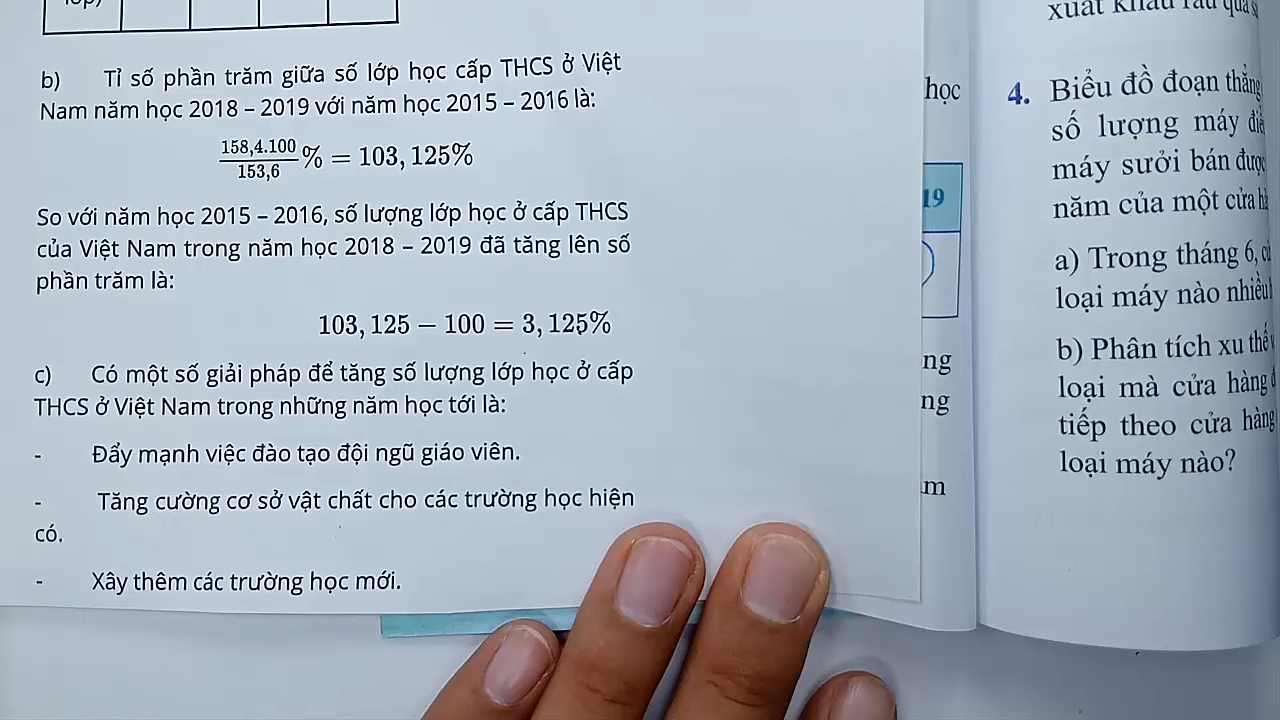 b) Tỉ số phần trăm giữa số lớp học cấp THCS ở Việt
Nam năm học 2018 – 2019 với năm học 2015 – 2016 là:
158,4.100
153,6
% = 103,125%
So với năm học 2015 – 2016, số lượng lớp học ở cấp THCS
của Việt Nam trong năm học 2018 – 2019 đã tăng lên số
phần trăm là:
103,125 − 100 = 3,125%
c) Có một số giải pháp để tăng số lượng lớp học ở cấp
THCS ở Việt Nam trong những năm học tới là:
- Đẩy mạnh việc đào tạo đội ngũ giáo viên.
- Tăng cường cơ sở vật chất cho các trường học hiện
có.
- Xây thêm các trường học mới.
học
19
ng
ng
m
xuất khẩu rau quả
4. Biểu đồ đoạn thẳng
số lượng máy
máy sưởi bán được
năm của một cửa
a) Trong tháng 6,
loại máy nào nhiều
b) Phân tích xu thế
loại mà cửa hàng
tiếp theo cửa hàng
loại máy nào?